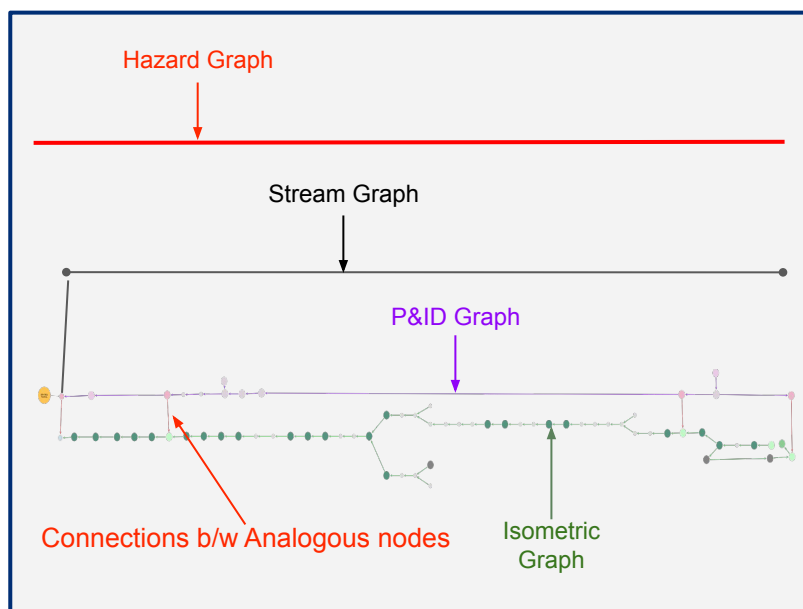 Hazard Graph
Stream Graph
P&ID Graph
Connections b/w Analogous nodes
Isometric
Graph